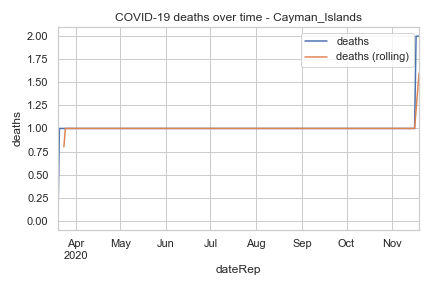 COVID-19 deaths over time - Cayman_Islands
deaths
deaths (rolling)
2.00
1.75
1.50
1.25
1.00
0.75
0.50
0.25
0.00
deaths
Apr May Jun Jul Aug Sep Oct Nov
2020
dateRep